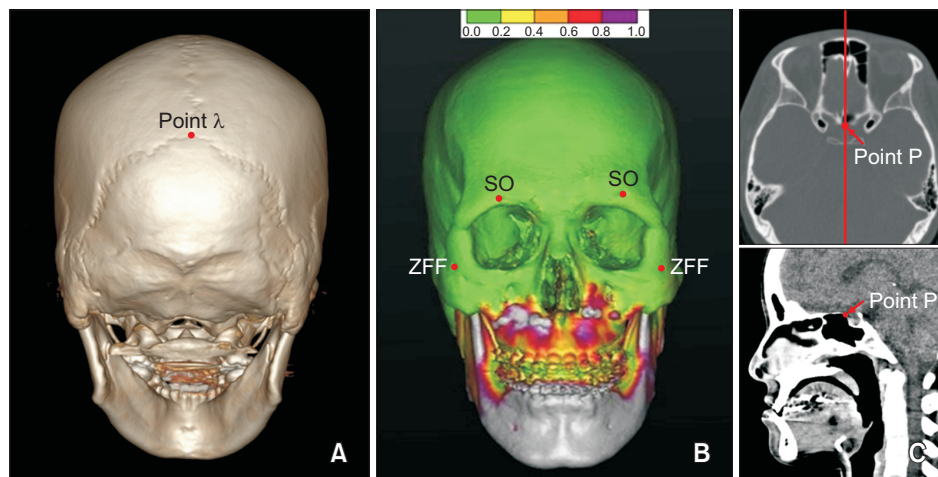 Point λ
A
0.0 0.2 0.4 0.6 0.8 1.0
SO SO
ZFF ZFF
B
Point P
Point P
C